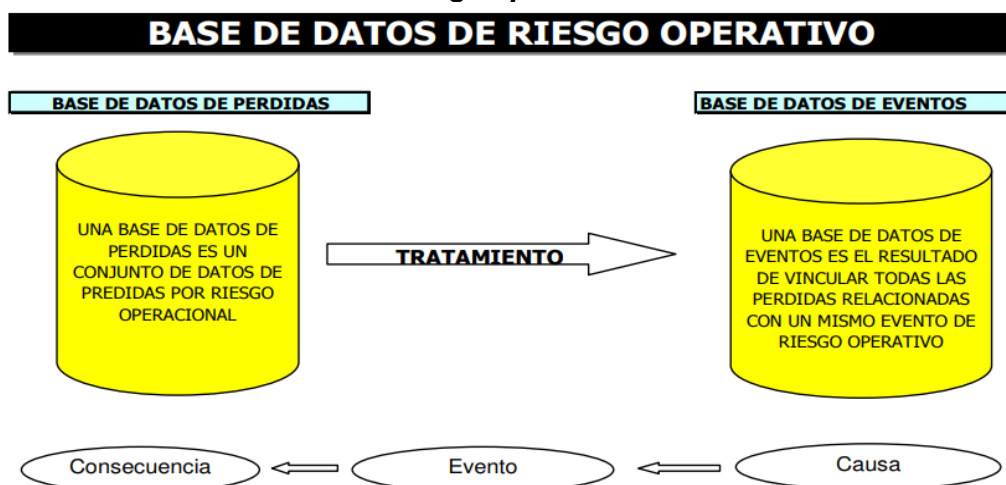 BASE DE DATOS DE RIESGO OPERATIVO
BASE DE DATOS DE PERDIDAS
BASE DE DATOS DE EVENTOS
UNA BASE DE DATOS DE
PERDIDAS ES UN
CONJUNTO DE DATOS DE
PREDIDAS POR RIESGO
OPERACIONAL
TRATAMIENTO
UNA BASE DE DATOS DE
EVENTOS ES EL RESULTADO
DE VINCULAR TODAS LAS
PERDIDAS RELACIONADAS
CON UN MISMO EVENTO DE
RIESGO OPERATIVO
Consecuencia
Evento
Causa